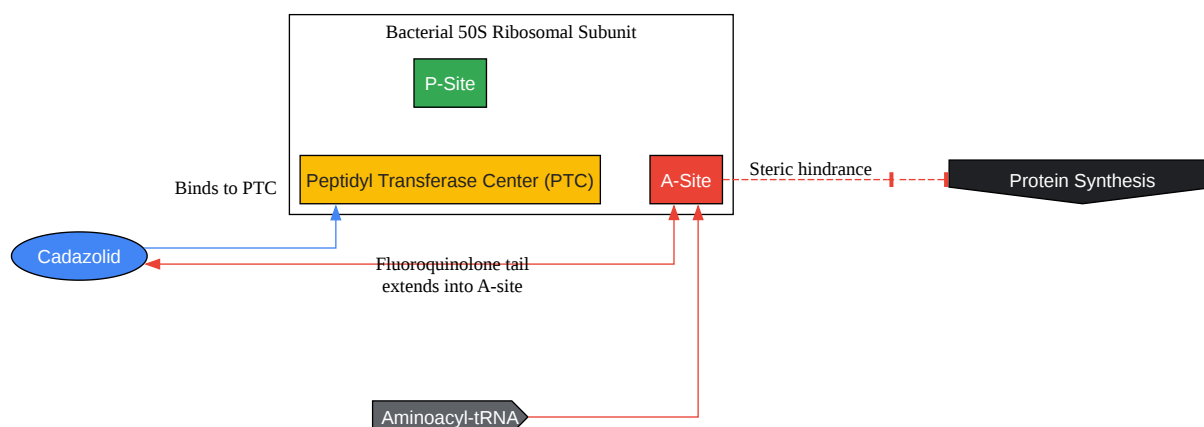 Bacterial 50S Ribosomal Subunit
P-Site
Peptidyl Transferase Center (PTC)
A-Site
Steric hindrance
Protein Synthesis
Binds to PTC
Cadazolid
Fluoroquinolone tail
extends into A-site
Aminoacyl-tRNA